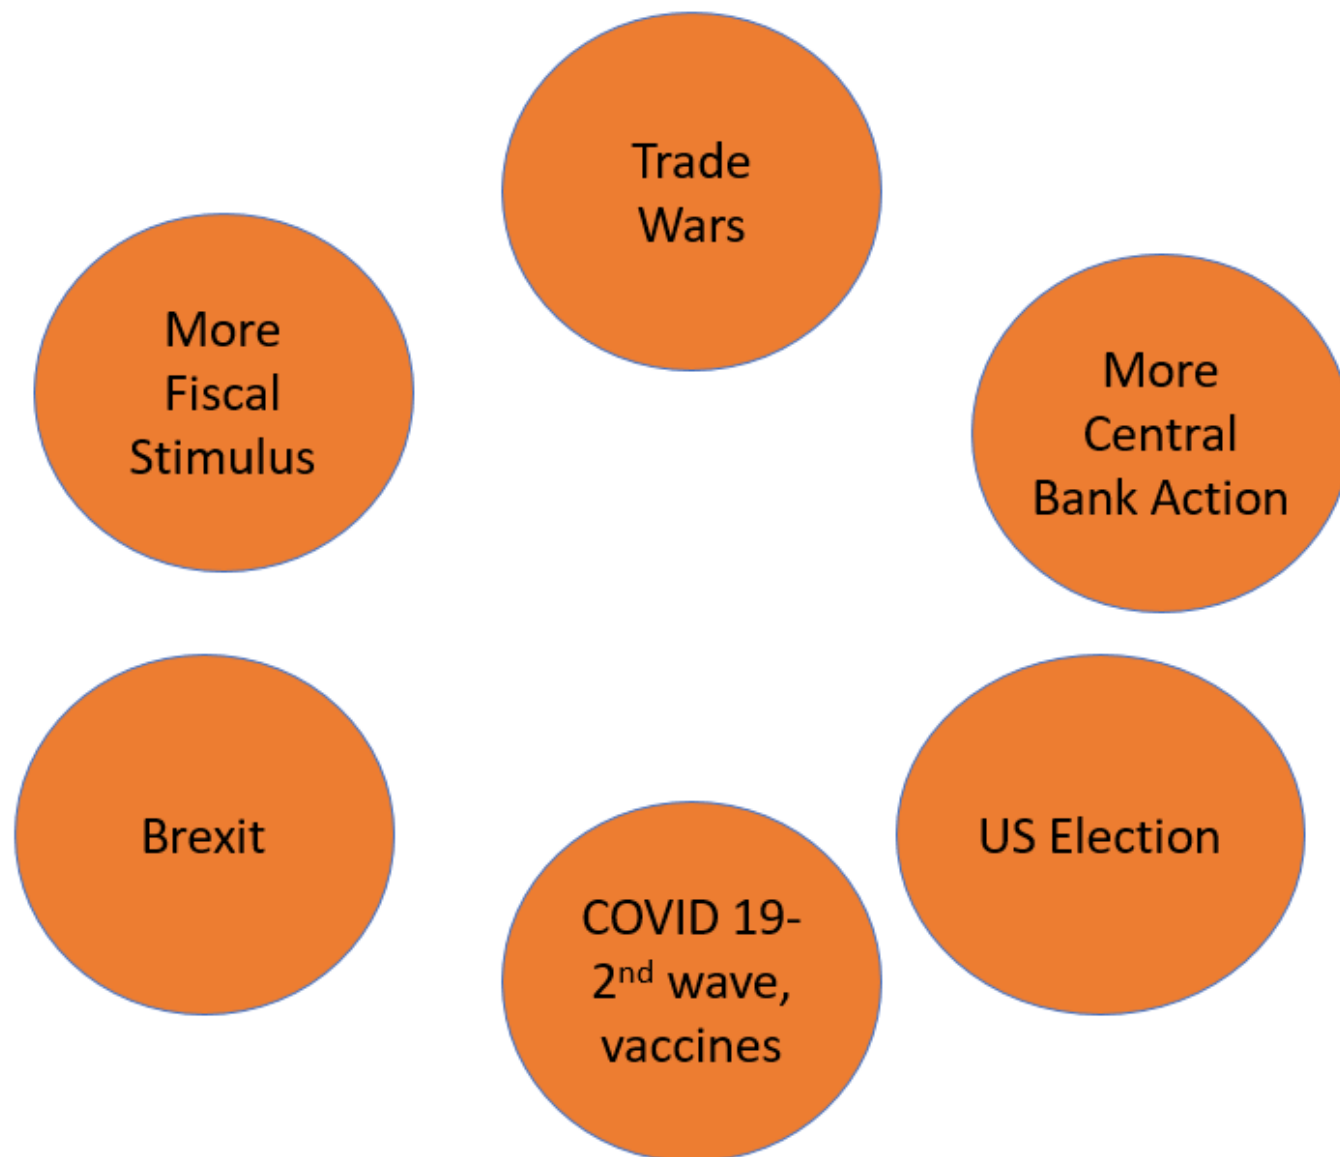 Trade
Wars
More
Fiscal
Stimulus
More
Central
Bank Action
Brexit
US Election
COVID 19-
2nd wave,
vaccines